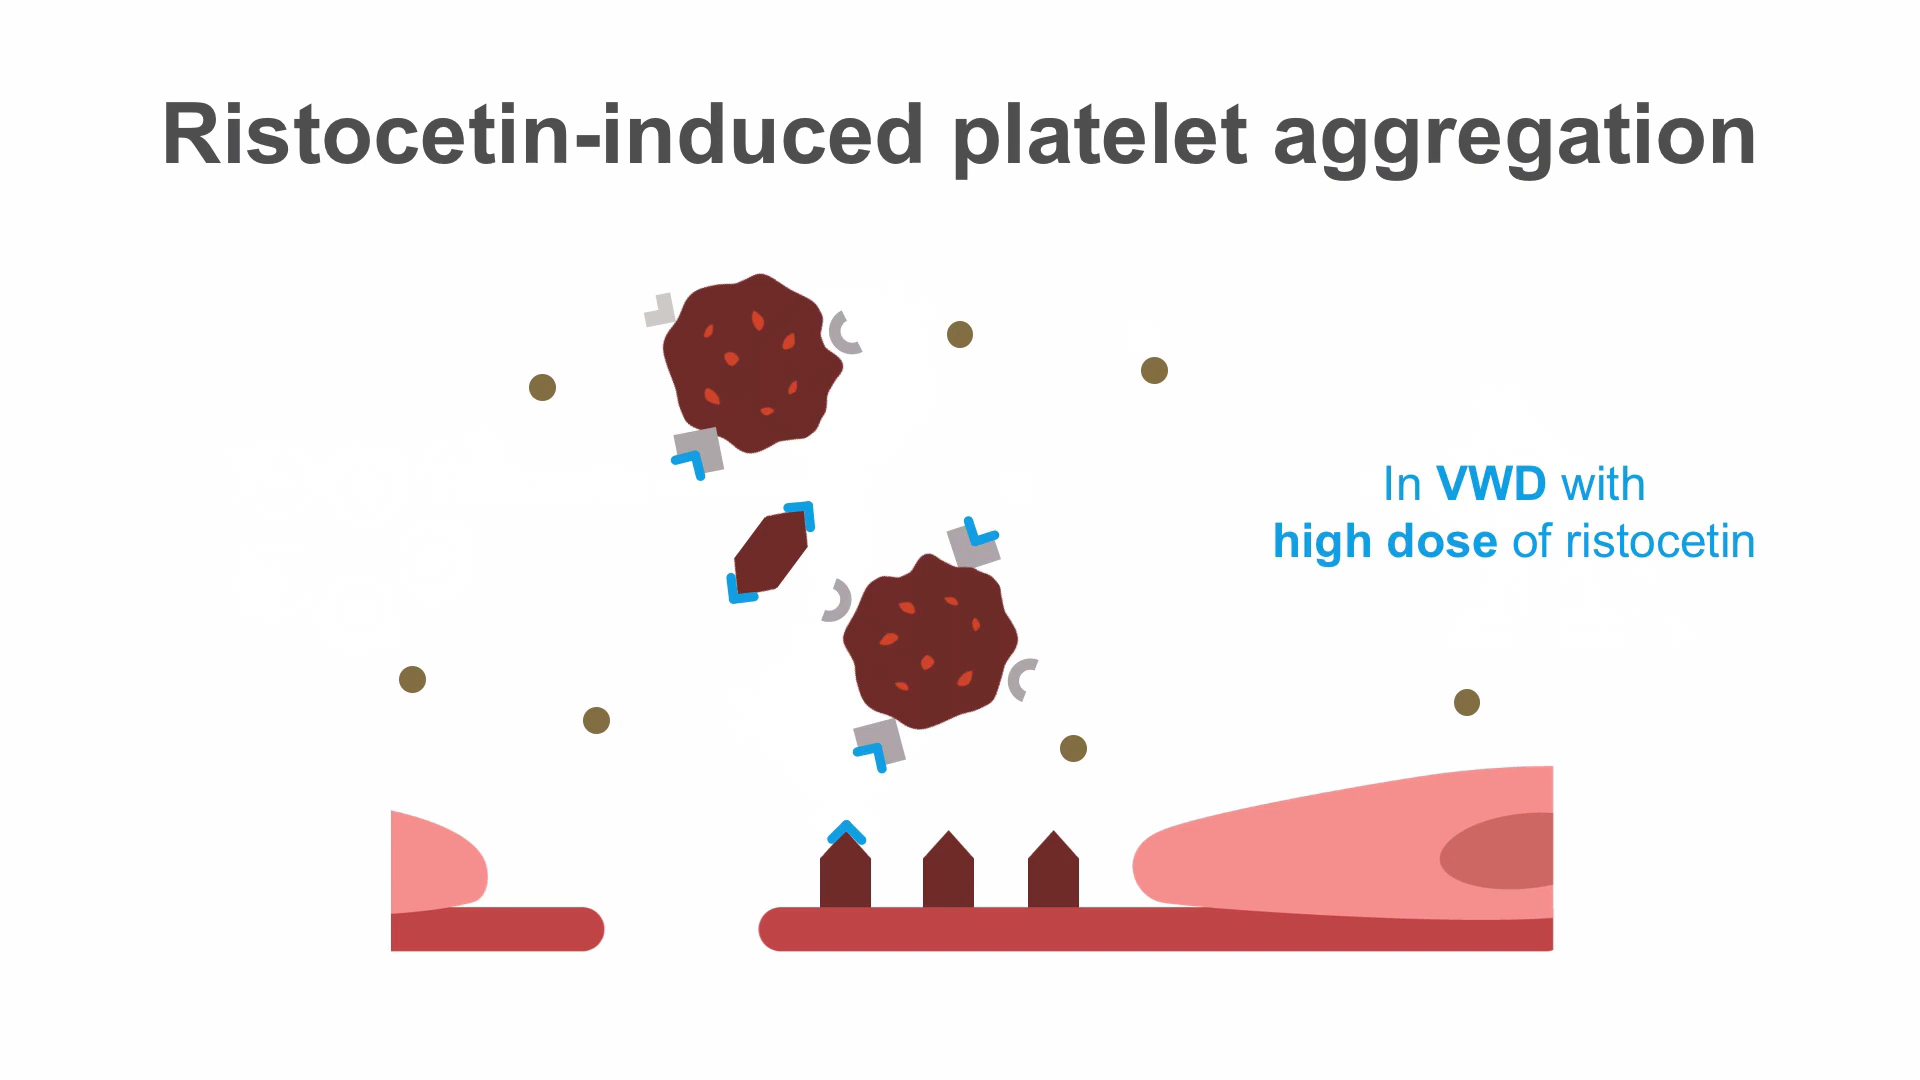 Ristocetin-induced platelet aggregation
In VWD with
high dose of ristocetin